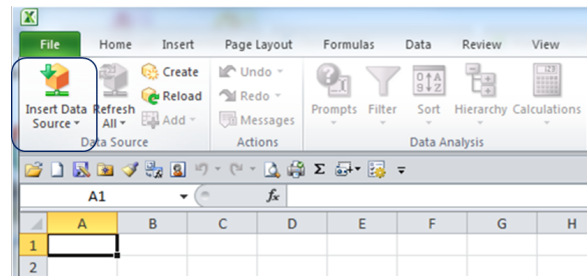 File Home Insert Page Layout Formulas Data Review View
Insert Data Source
Refresh All
Create
Reload
Add
Undo
Redo
Messages
Prompts Filter Sort Hierarchy Calculations
Data Source Actions Data Analysis
A1 fx
A B C D E F G H
1
2